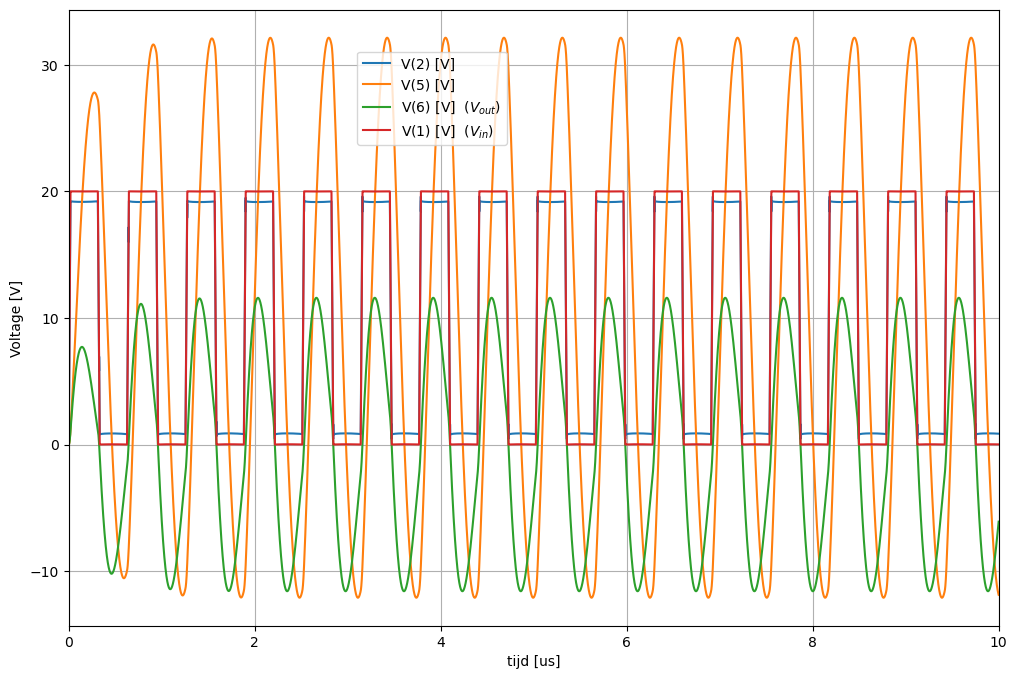 30
20
10
0
−10
Voltage [V]
V(2) [V]
V(5) [V]
V(6) [V] (V_out)
V(1) [V] (V_in)
0 2 4 6 8 10
tijd [us]